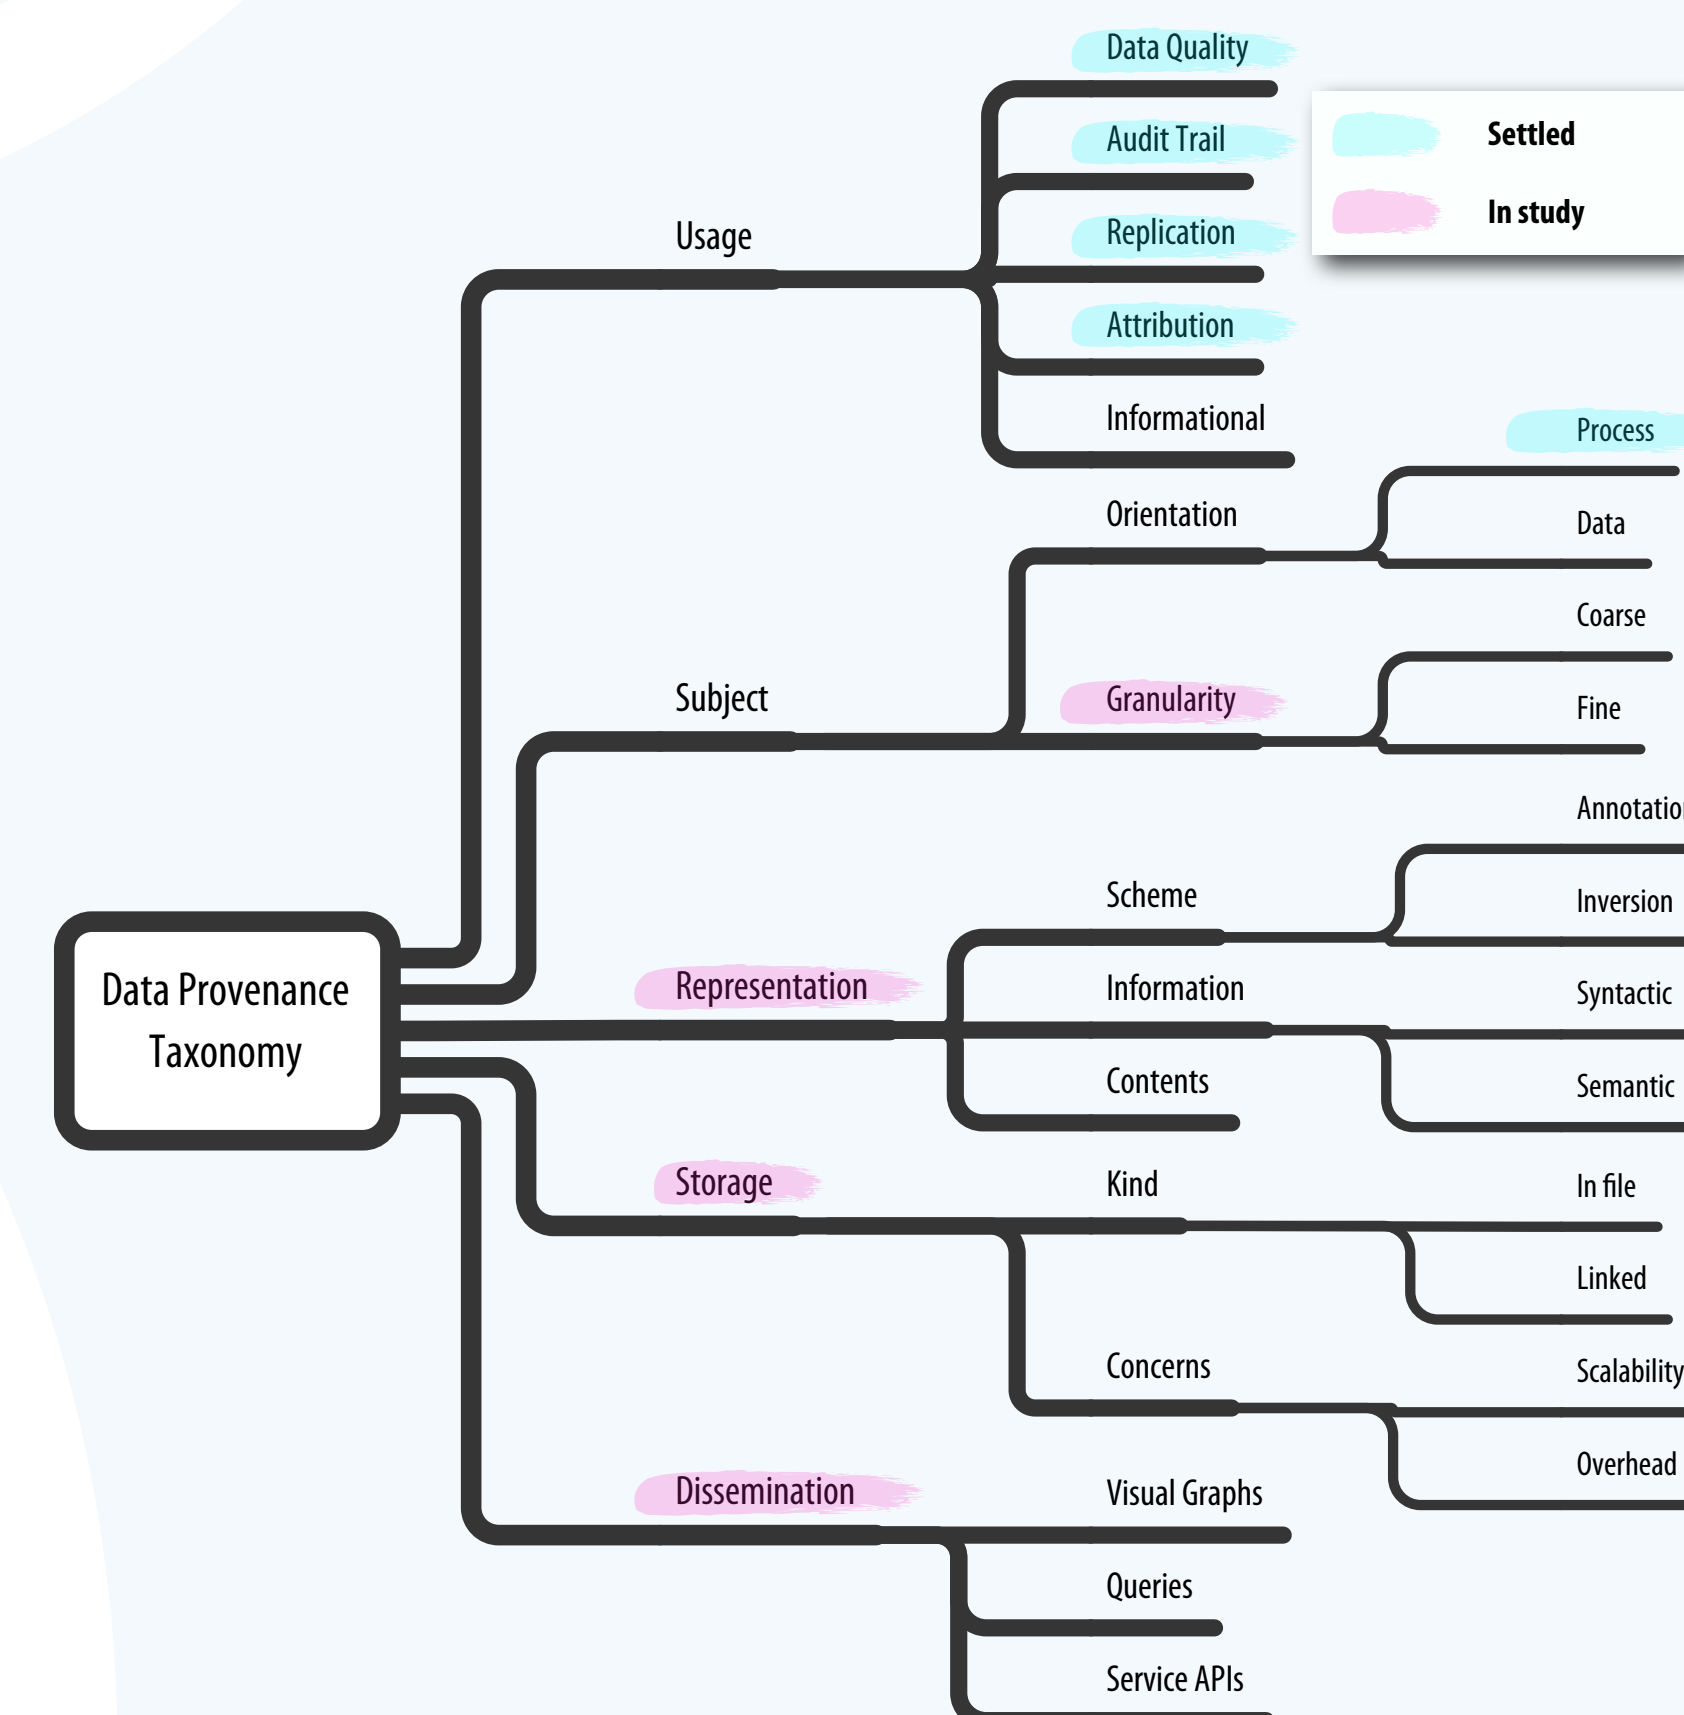 Data Quality
Audit Trail
Replication
Attribution
Informational
Usage
Settled
In study
Process
Data
Orientation
Coarse
Fine
Granularity
Subject
Annotation
Inversion
Scheme
Data Provenance
Taxonomy
Representation
Information
Syntactic
Semantic
Contents
Storage
Kind
In file
Linked
Concerns
Scalability
Overhead
Dissemination
Visual Graphs
Queries
Service APIs